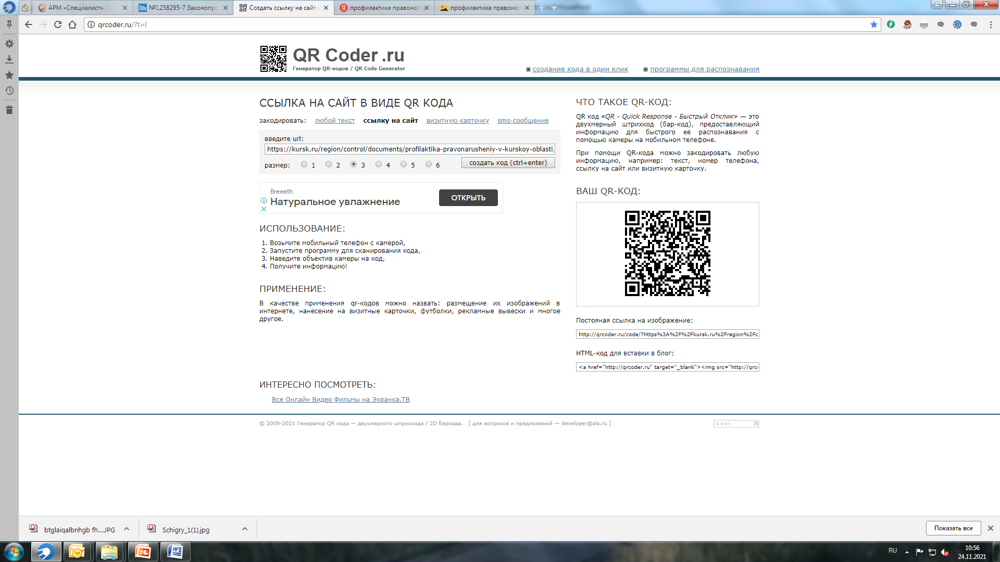 АРМ «Специалист»
№1258295-7 Законопро
Создать ссылку на сайт
профилактика правонар
профилактика правонар
qrcoder.ru/?t=l
QR Coder .ru
Генератор QR-кодов / QR Code Generator
создание кода в один клик
программы для распознавания
ССЫЛКА НА САЙТ В ВИДЕ QR КОДА
закодировать: любой текст ссылку на сайт визитную карточку sms-сообщение
введите url:
https://kursk.ru/region/control/documents/profilaktika-pravonarusheniy-v-kurskoy-oblasti
размер: 1 2 3 4 5 6
создать код (ctrl+enter)
Breeeth
Натуральное увлажнение
ОТКРЫТЬ
ИСПОЛЬЗОВАНИЕ:
1. Возьмите мобильный телефон с камерой,
2. Запустите программу для сканирования кода,
3. Наведите объектив камеры на код,
4. Получите информацию!
ПРИМЕНЕНИЕ:
В качестве применения qr-кодов можно назвать: размещение их изображений в
интернете, нанесение на визитные карточки, футболки, рекламные вывески и многое
другое.
ИНТЕРЕСНО ПОСМОТРЕТЬ:
Все Онлайн Видео Фильмы на Экранка.ТВ
ЧТО ТАКОЕ QR-КОД:
QR код «QR - Quick Response - Быстрый Отклик» — это
двухмерный штрихкод (бар-код), предоставляющий
информацию для быстрого ее распознавания с
помощью камеры на мобильном телефоне.
При помощи QR-кода можно закодировать любую
информацию, например: текст, номер телефона,
ссылку на сайт или визитную карточку.
ВАШ QR-КОД:
Постояная ссылка на изображение:
http://qrcoder.ru/code/?https%3A%2F%2Fkursk.ru%2Fregion%2Fc
HTML-код для вставки в блог:
<a href="http://qrcoder.ru" target="_blank"><img src="http://qrc
© 2009-2021 Генератор QR кода — двухмерного штрихкода / 2D баркода. [ для вопросов и предложений — developer@alz.ru ]
btglaiqalbnhgb fh....JPG
Schigry_1(1).jpg
Показать все
RU
10:56
24.11.2021